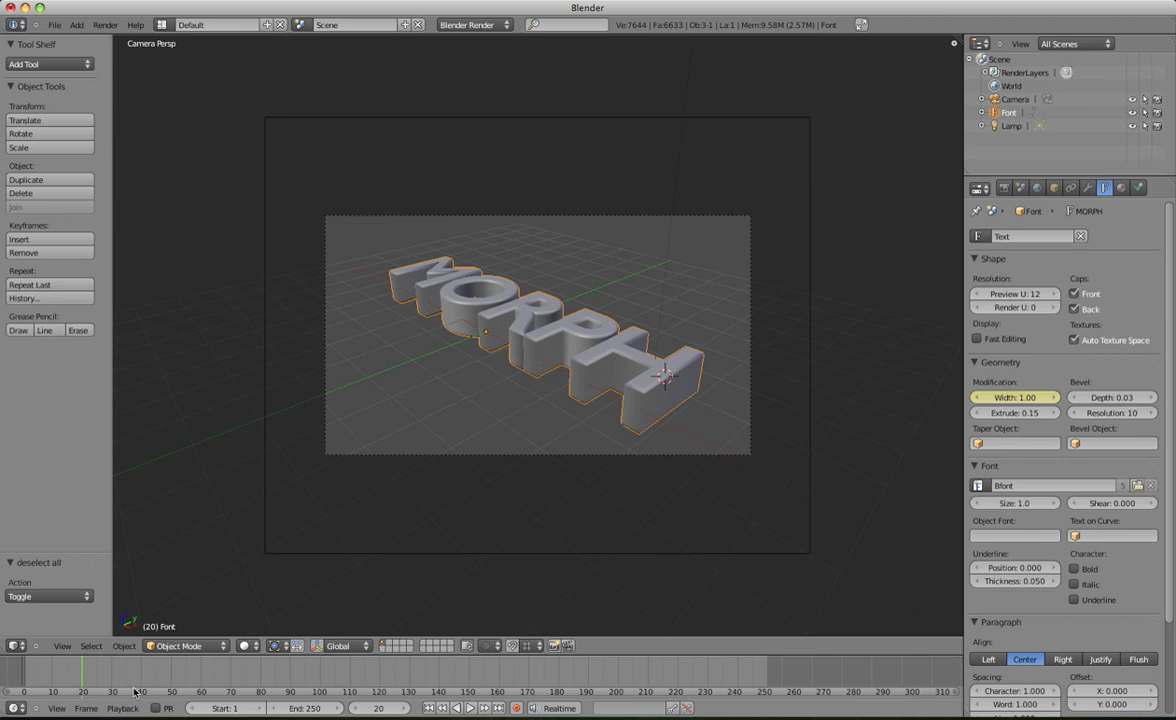 Blender
File Add Render Help Default Scene Blender Render Ve:7644 | Fa:6633 | Ob:3-1 | La:1 | Mem:9.58M (2.57M) | Font
Tool Shelf
Add Tool
Object Tools
Transform:
Translate
Rotate
Scale
Object:
Duplicate
Delete
Join
Keyframes:
Insert
Remove
Repeat:
Repeat Last
History...
Grease Pencil:
Draw Line Erase
deselect all
Action
Toggle
Camera Persp
MORPH
(20) Font
View Select Object Object Mode Global
0 10 20 30 40 50 60 70 80 90 100 110 120 130 140 150 160 170 180 190 200 210 220 230 240 250 260 270 280 290 300 310
View Frame Playback PR Start: 1 End: 250 20 Realtime
View All Scenes
Scene
RenderLayers |
World
Camera |
Font |
Lamp |
Font MORPH
F Text
Shape
Resolution: Caps:
Preview U: 12 Front
Render U: 0 Back
Display: Textures:
Fast Editing Auto Texture Space
Geometry
Modification: Bevel:
Width: 1.00 Depth: 0.03
Extrude: 0.15 Resolution: 10
Taper Object: Bevel Object:
Font
Bfont 5
Size: 1.0 Shear: 0.000
Object Font: Text on Curve:
Underline: Character:
Position: 0.000 Bold
Thickness: 0.050 Italic
Underline
Paragraph
Align:
Left Center Right Justify Flush
Spacing: Offset:
Character: 1.000 X: 0.000
Word: 1.000 Y: 0.000